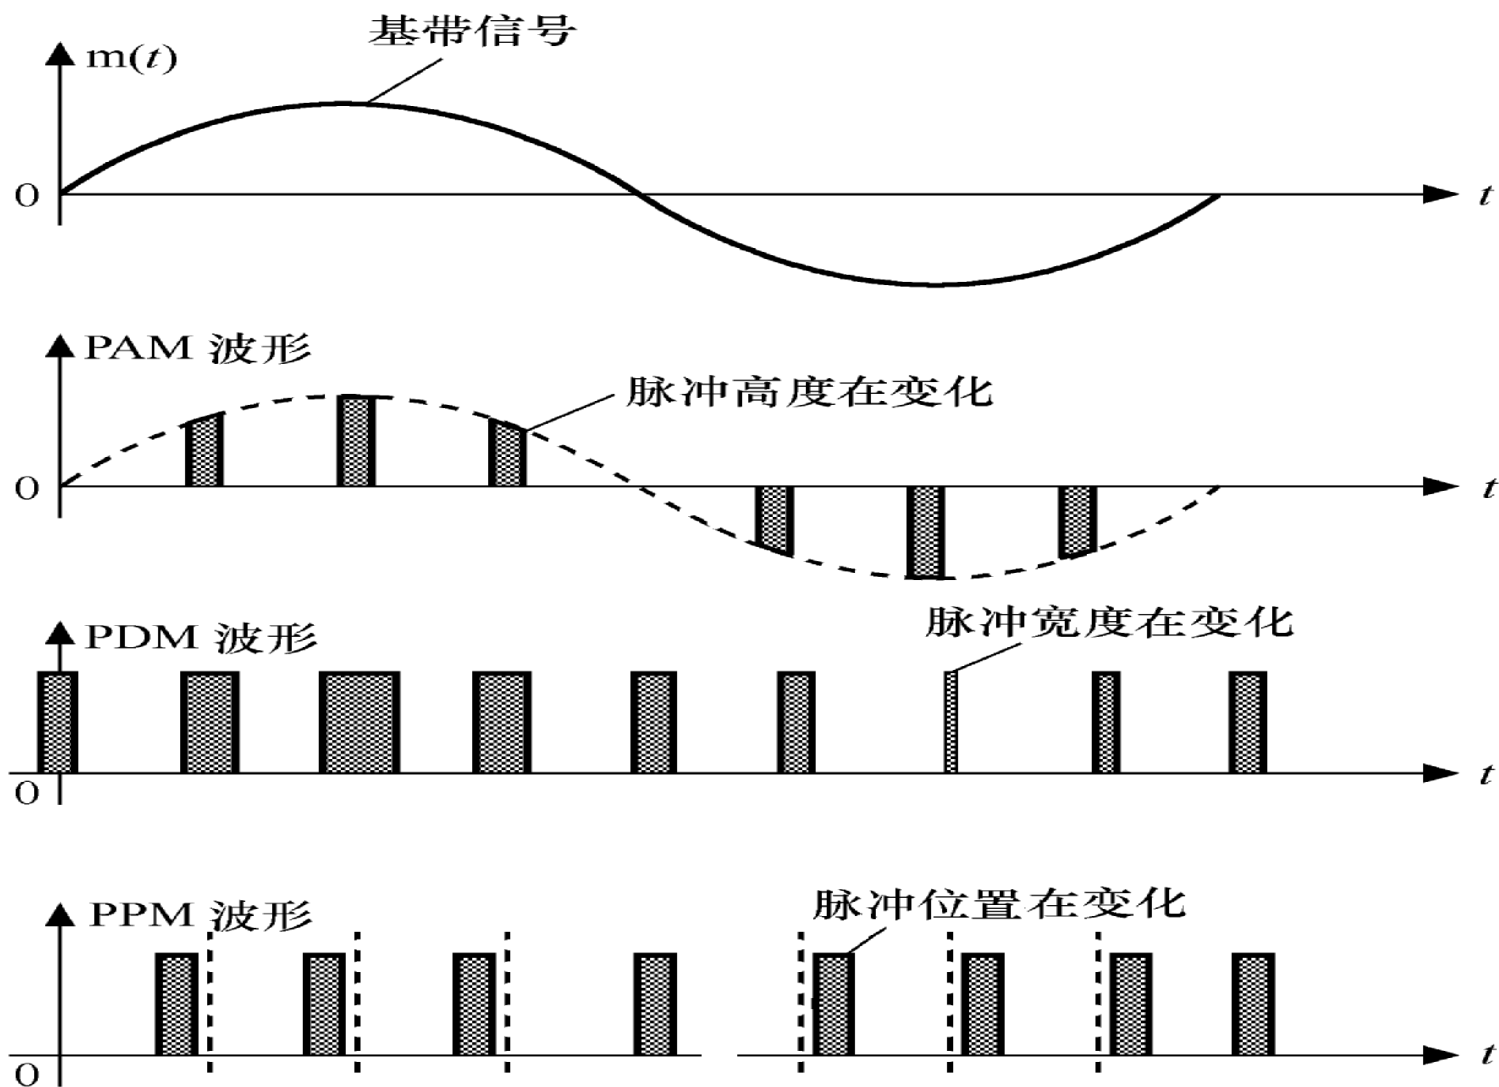 基带信号
m(t)
0
t
PAM 波形
脉冲高度在变化
0
t
脉冲宽度在变化
PDM 波形
0
t
脉冲位置在变化
PPM 波形
0
t